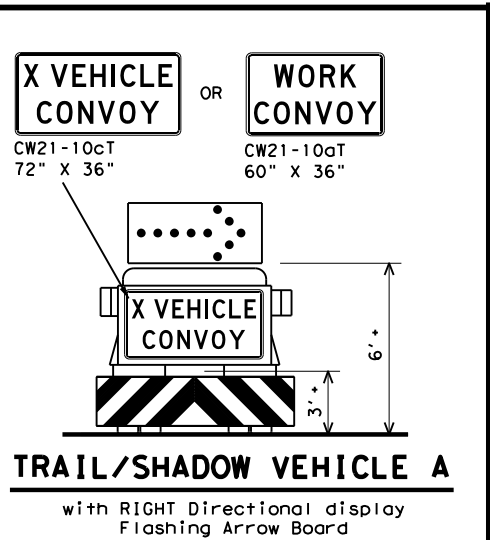 X VEHICLE
CONVOY
CW21-10cT
72" X 36"
OR
WORK
CONVOY
CW21-10aT
60" X 36"
X VEHICLE
CONVOY
6'+
3'+
TRAIL/SHADOW VEHICLE A
with RIGHT Directional display
Flashing Arrow Board